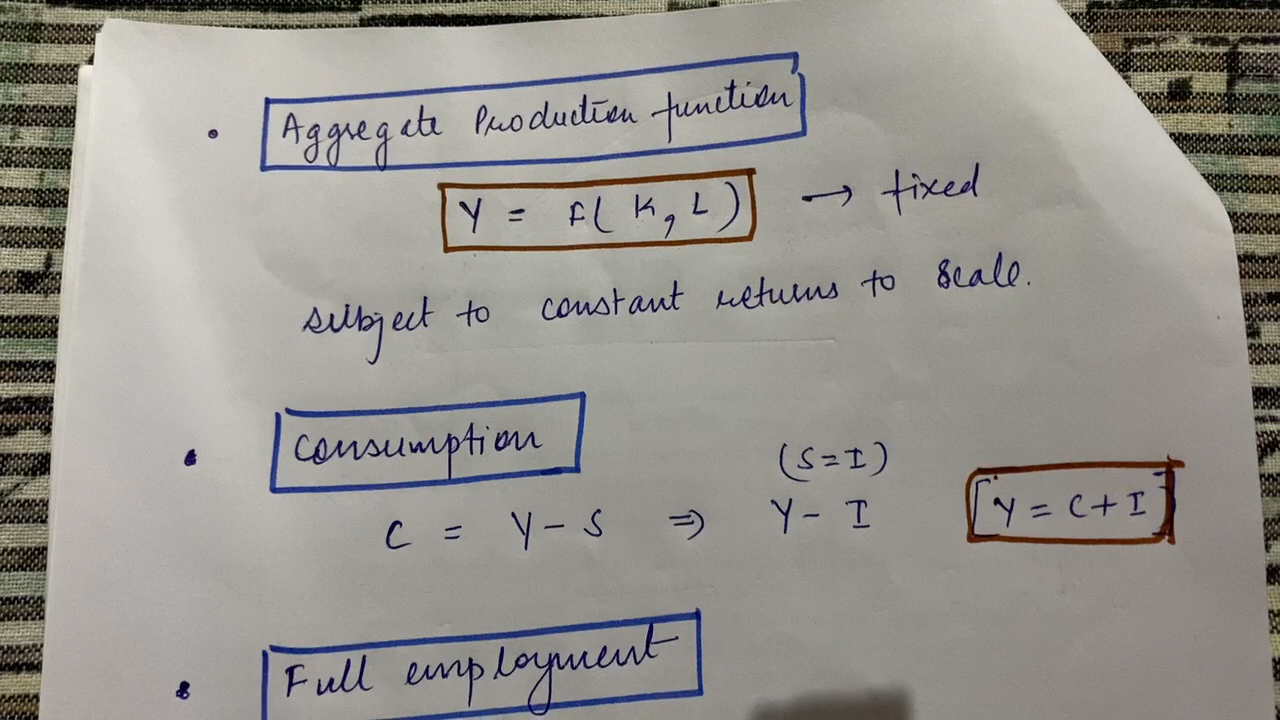 • Aggregate Production function
Y = F(K, L) → fixed
subject to constant returns to scale.
• Consumption
(S=I)
C = Y - S ⇒ Y - I [Y = C + I]
• Full employment